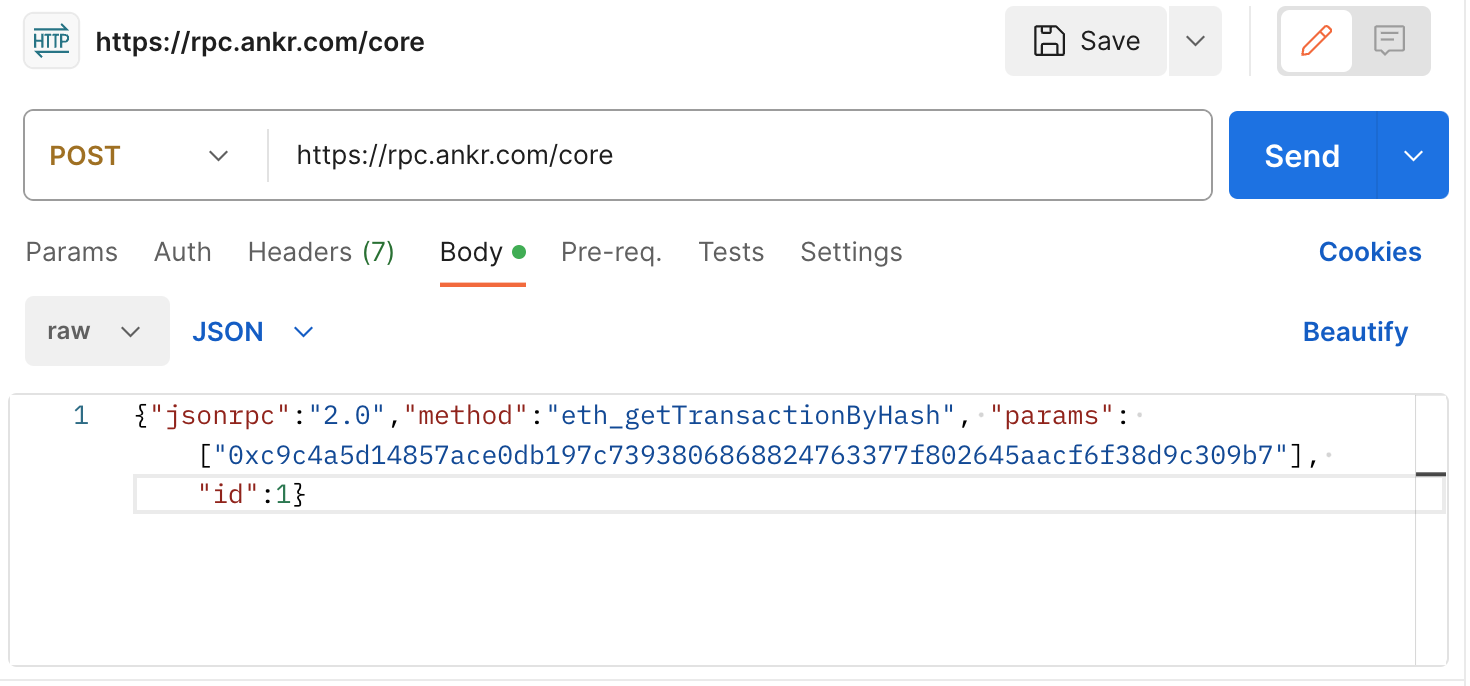 HTTP https://rpc.ankr.com/core Save
POST https://rpc.ankr.com/core Send
Params Auth Headers (7) Body Pre-req. Tests Settings Cookies
raw JSON Beautify
1 {"jsonrpc":"2.0","method":"eth_getTransactionByHash", "params":
["0xc9c4a5d14857ace0db197c7393806868824763377f802645aacf6f38d9c309b7"],
"id":1}